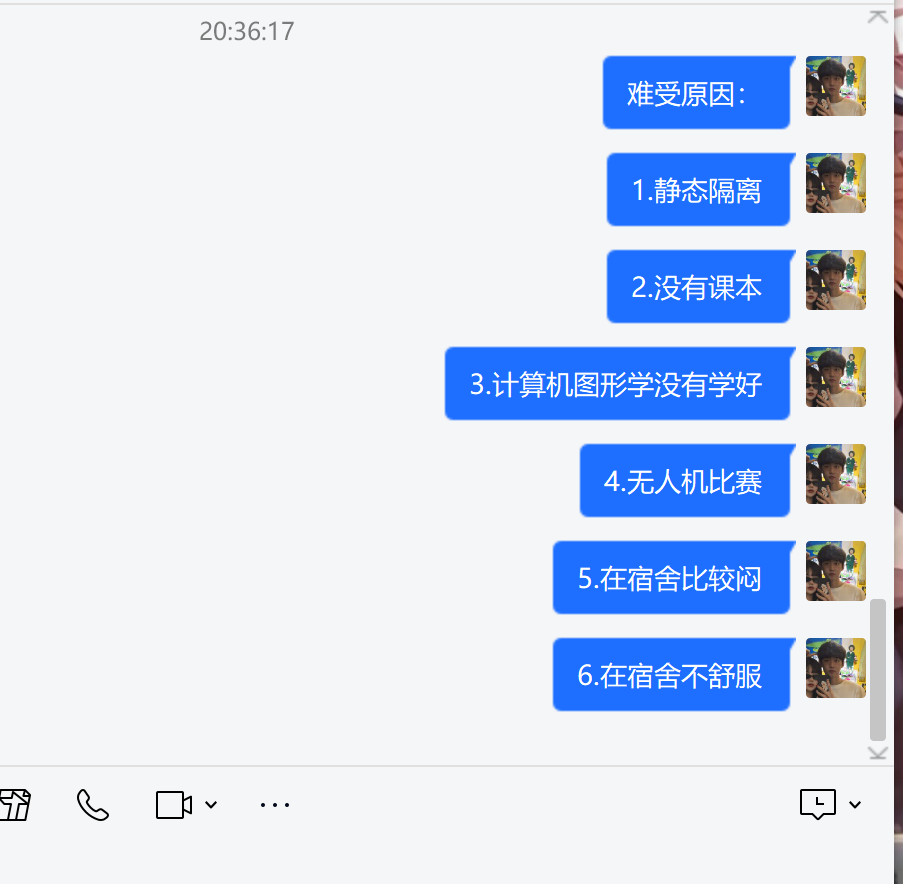 20:36:17
难受原因：
1.静态隔离
2.没有课本
3.计算机图形学没有学好
4.无人机比赛
5.在宿舍比较闷
6.在宿舍不舒服